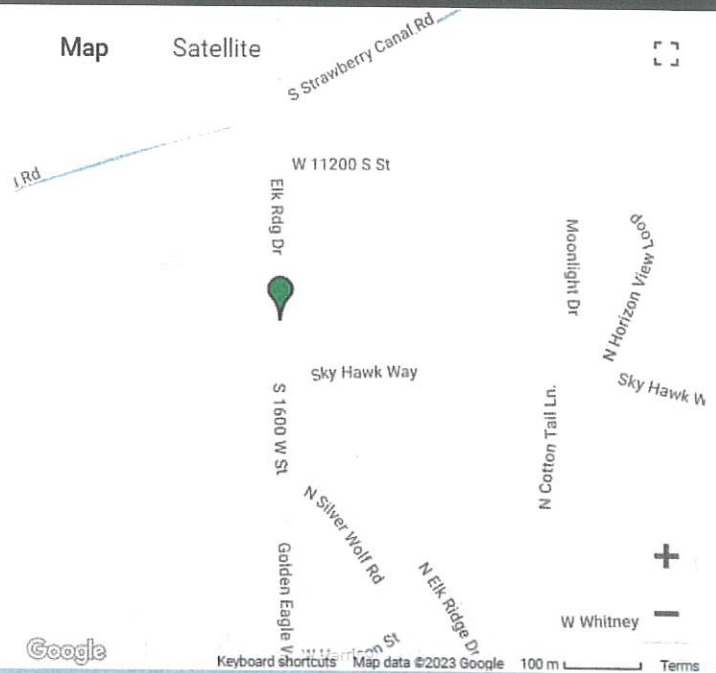 Map
Satellite
S Strawberry Canal Rd
l Rd
W 11200 S St
Elk Rdg Dr
Moonlight Dr
N Horizon View Loop
Sky Hawk Way
Sky Hawk W
S 1600 W St
N Cotton Tail Ln.
N Silver Wolf Rd
Golden Eagle W
N Elk Ridge Dr
W Whitney
W Harrison St
Google
Keyboard shortcuts
Map data ©2023 Google
100 m
Terms